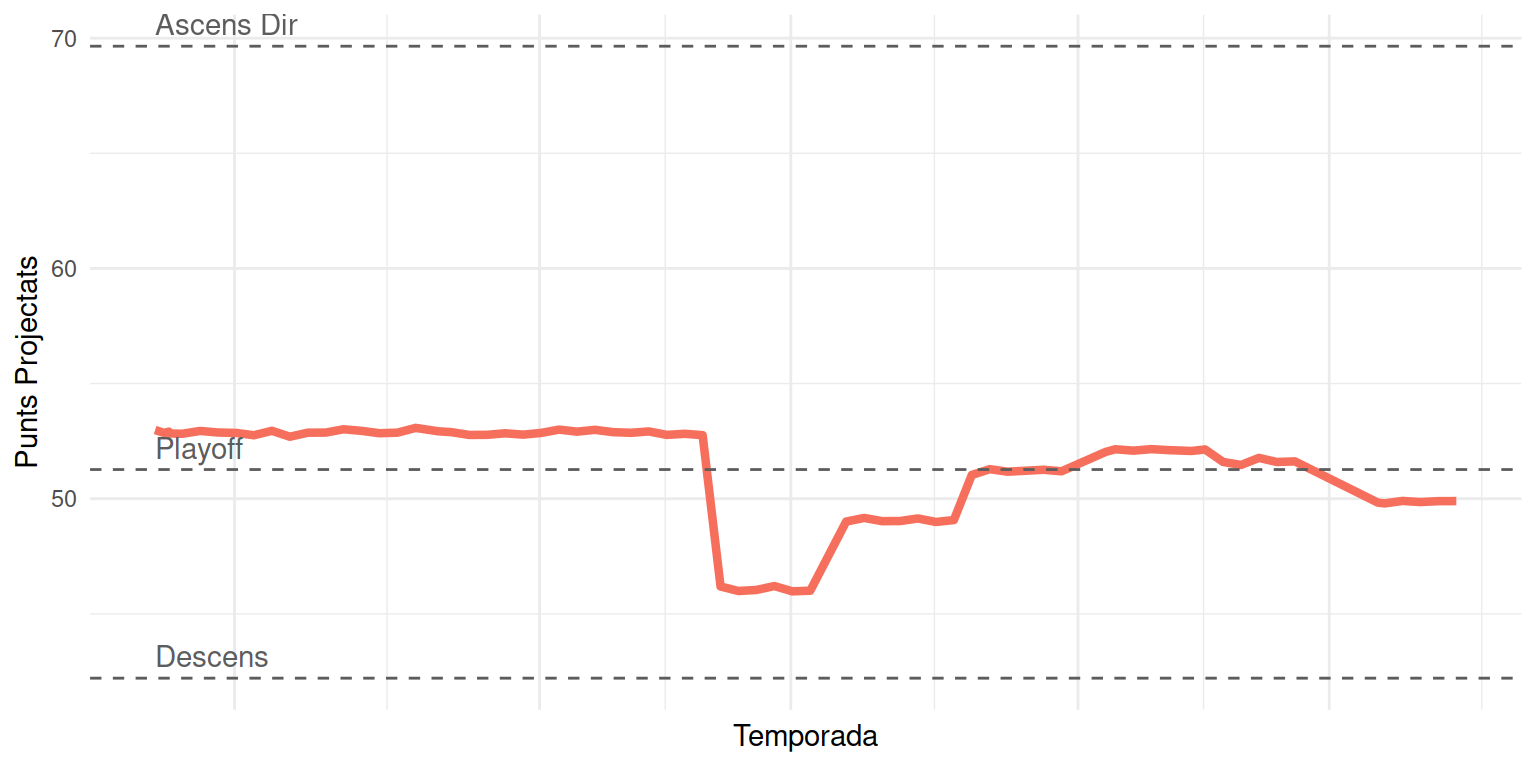 Ascens Dir
70
60
Playoff
50
Descens
Punts Projectats
Temporada